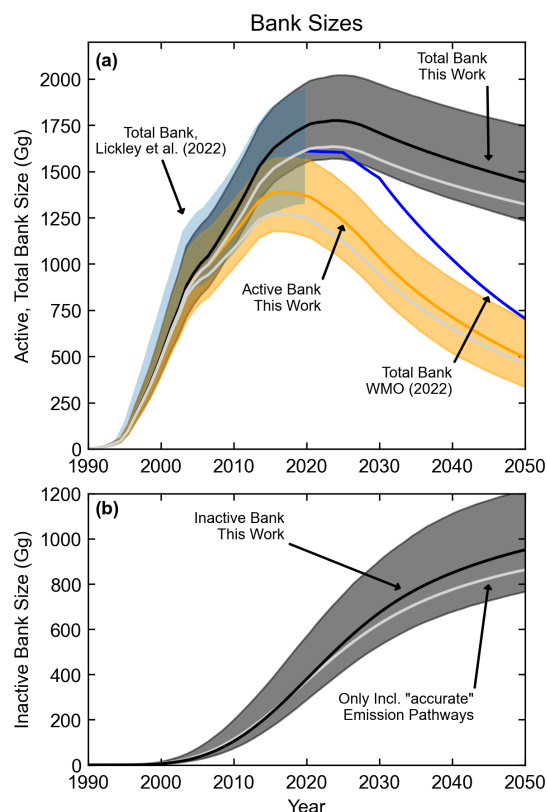 Bank Sizes
(a)
Active, Total Bank Size (Gg)
2000
1750
1500
1250
1000
750
500
250
0
Total Bank
This Work
Total Bank,
Lickley et al. (2022)
Active Bank
This Work
Total Bank
WMO (2022)
1990
2000
2010
2020
2030
2040
2050
(b)
Inactive Bank Size (Gg)
1200
1000
800
600
400
200
0
Inactive Bank
This Work
Only Incl. "accurate"
Emission Pathways
1990
2000
2010
2020
2030
2040
2050
Year